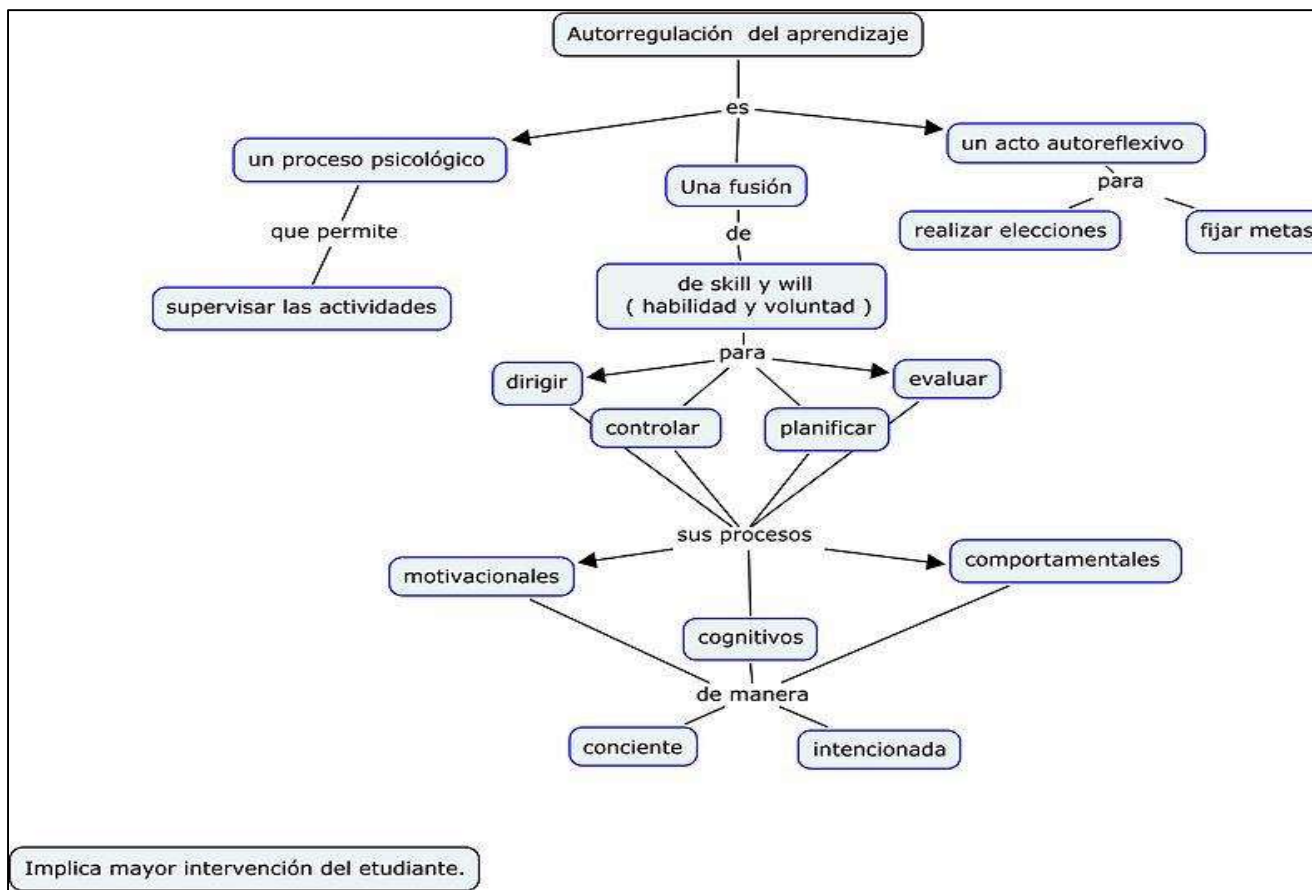 Autorregulación del aprendizaje
es
un proceso psicológico
un acto autoreflexivo
Una fusión
para
que permite
de
realizar elecciones
fijar metas
supervisar las actividades
de skill y will
( habilidad y voluntad )
para
dirigir
evaluar
controlar
planificar
sus procesos
motivacionales
comportamentales
cognitivos
de manera
conciente
intencionada
Implica mayor intervención del etudiante.